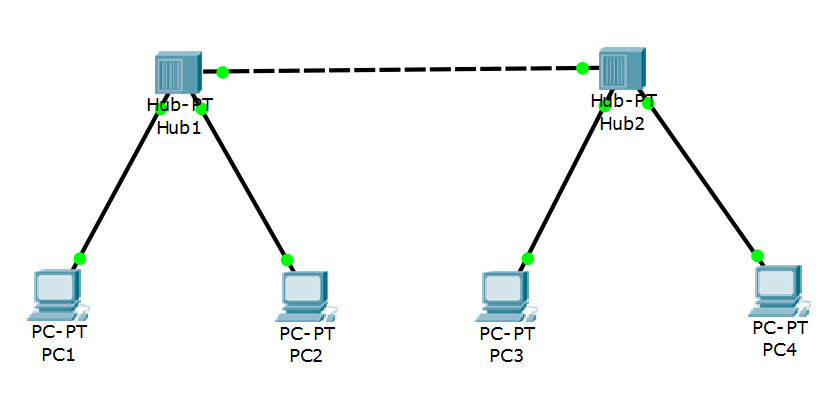 Hub-PT
Hub1
Hub-PT
Hub2
PC-PT
PC1
PC-PT
PC2
PC-PT
PC3
PC-PT
PC4